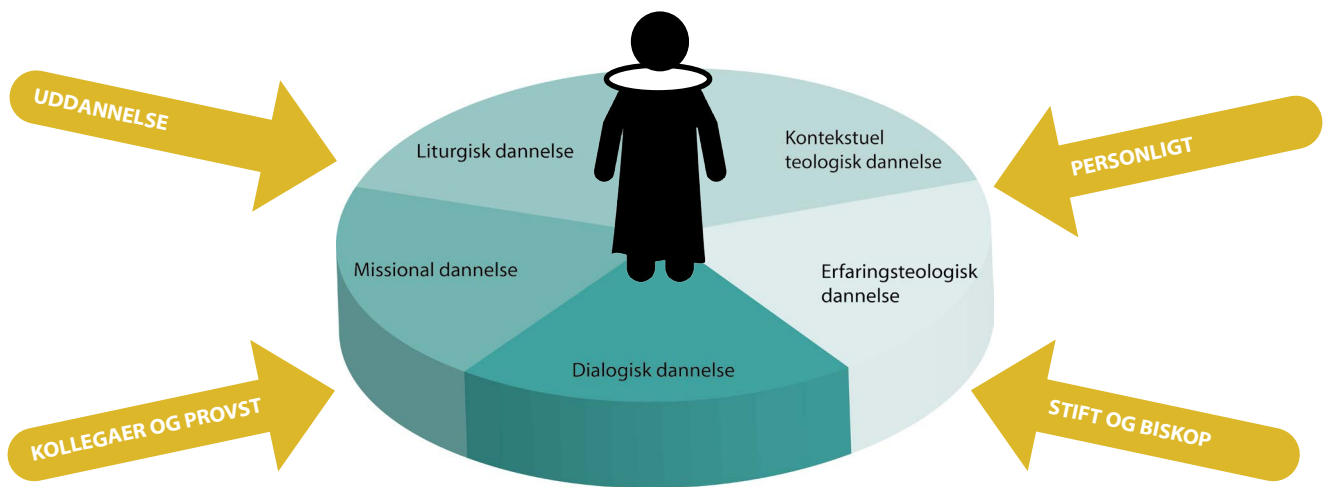 UDDANNELSE
PERSONLIGT
Liturgisk dannelse
Kontekstuel
teologisk dannelse
Missional dannelse
Erfaringsteologisk
dannelse
Dialogisk dannelse
KOLLEGAER OG PROVST
STIFT OG BISKOP